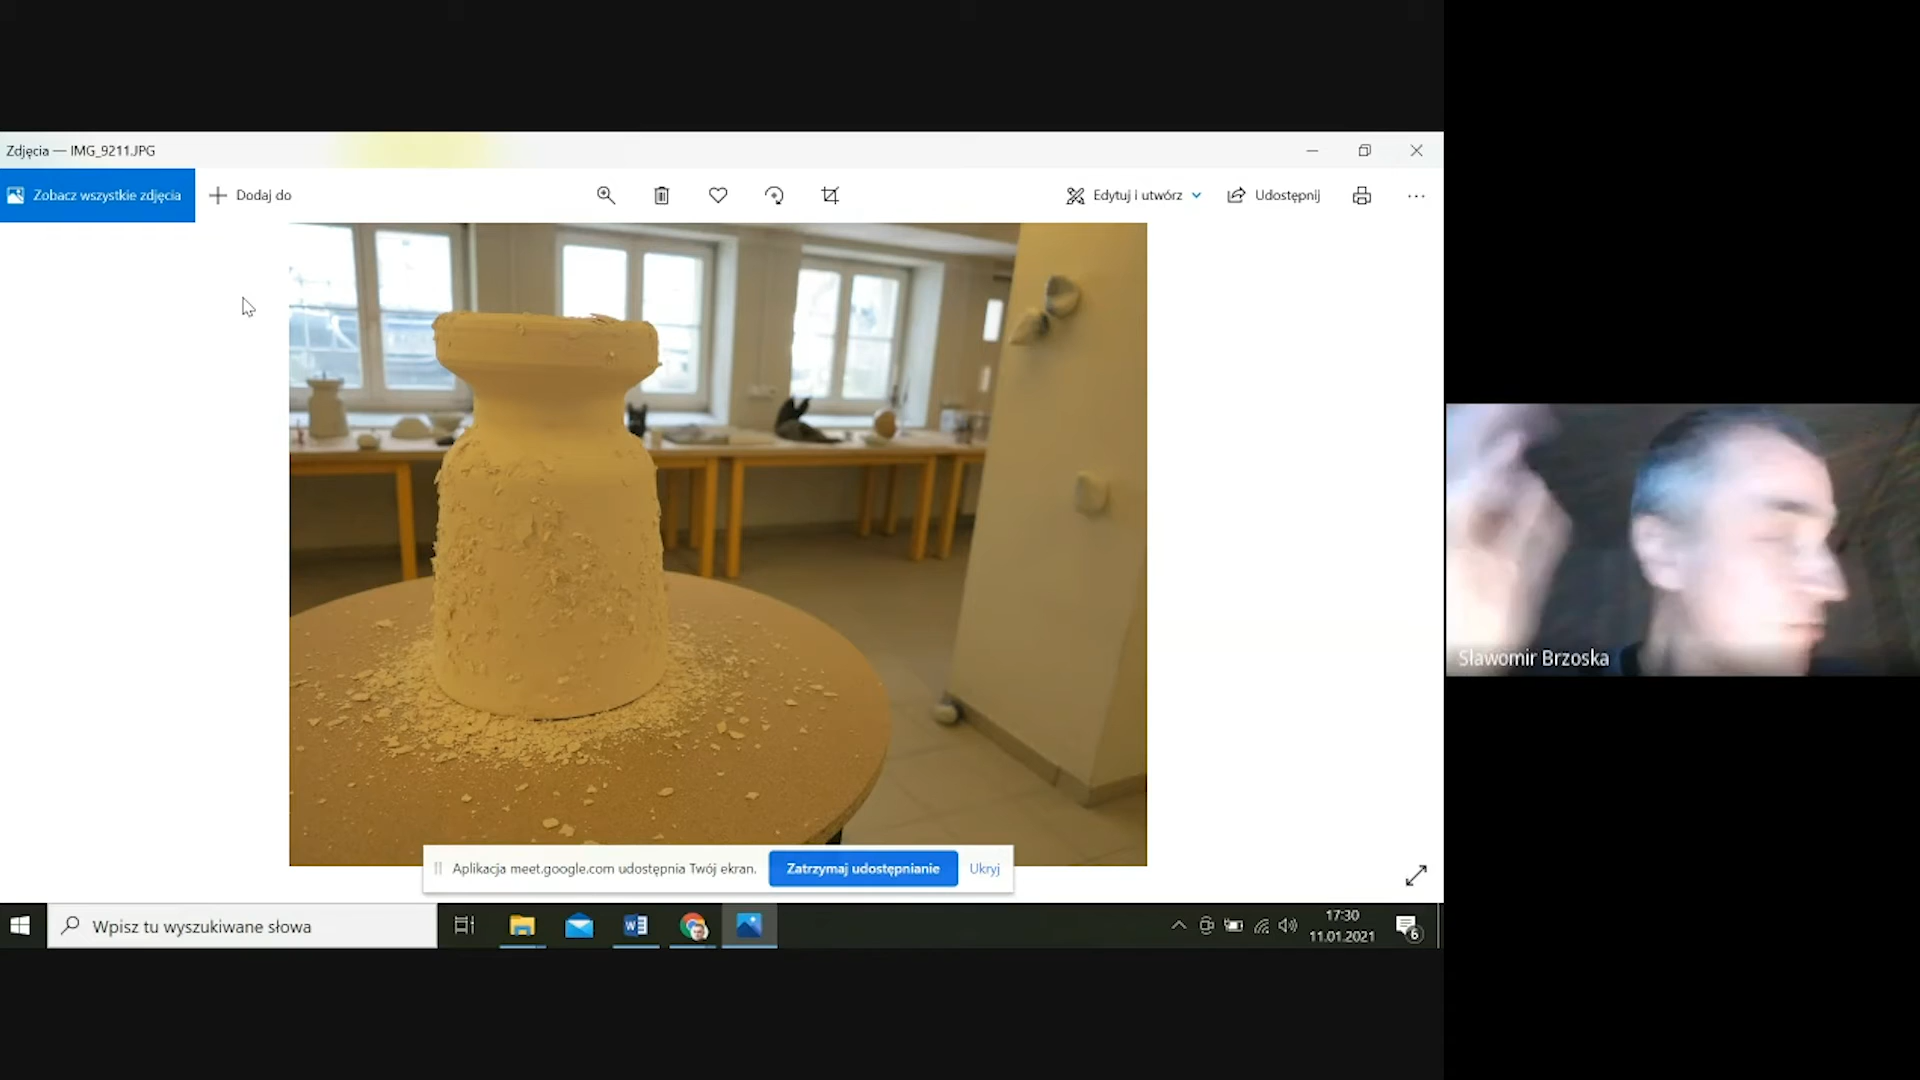 Zdjęcia — IMG_9211.JPG
Zobacz wszystkie zdjęcia
Dodaj do
Edytuj i utwórz
Udostępnij
Sławomir Brzoska
Aplikacja meet.google.com udostępnia Twój ekran.
Zatrzymaj udostępnianie
Ukryj
Wpisz tu wyszukiwane słowa
17:30
11.01.2021
6